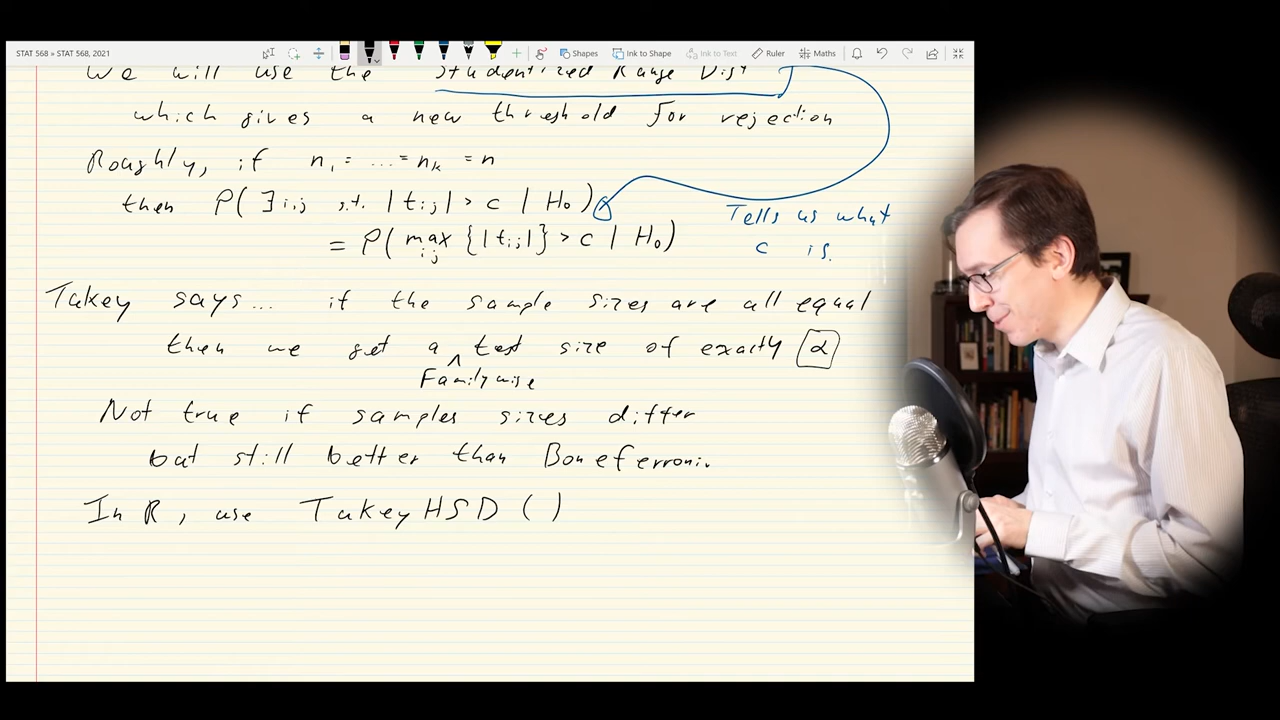 STAT 568 » STAT 568, 2021
Shapes Ink to Shape Ink to Text Ruler Maths
We will use the Studentized Range Dist
which gives a new threshold for rejection
Roughly, if n₁ = ... = nₖ = n
then P( ∃ i,j s.t. |tᵢⱼ| > c | H₀ )
= P( max {|tᵢⱼ|} > c | H₀ )
ij
Tells us what
c is.
Tukey says... if the sample sizes are all equal
then we get a ^ test size of exactly α
Familywise
Not true if samples sizes differ
but still better than Boneferroni.
In R, use TukeyHSD ( )